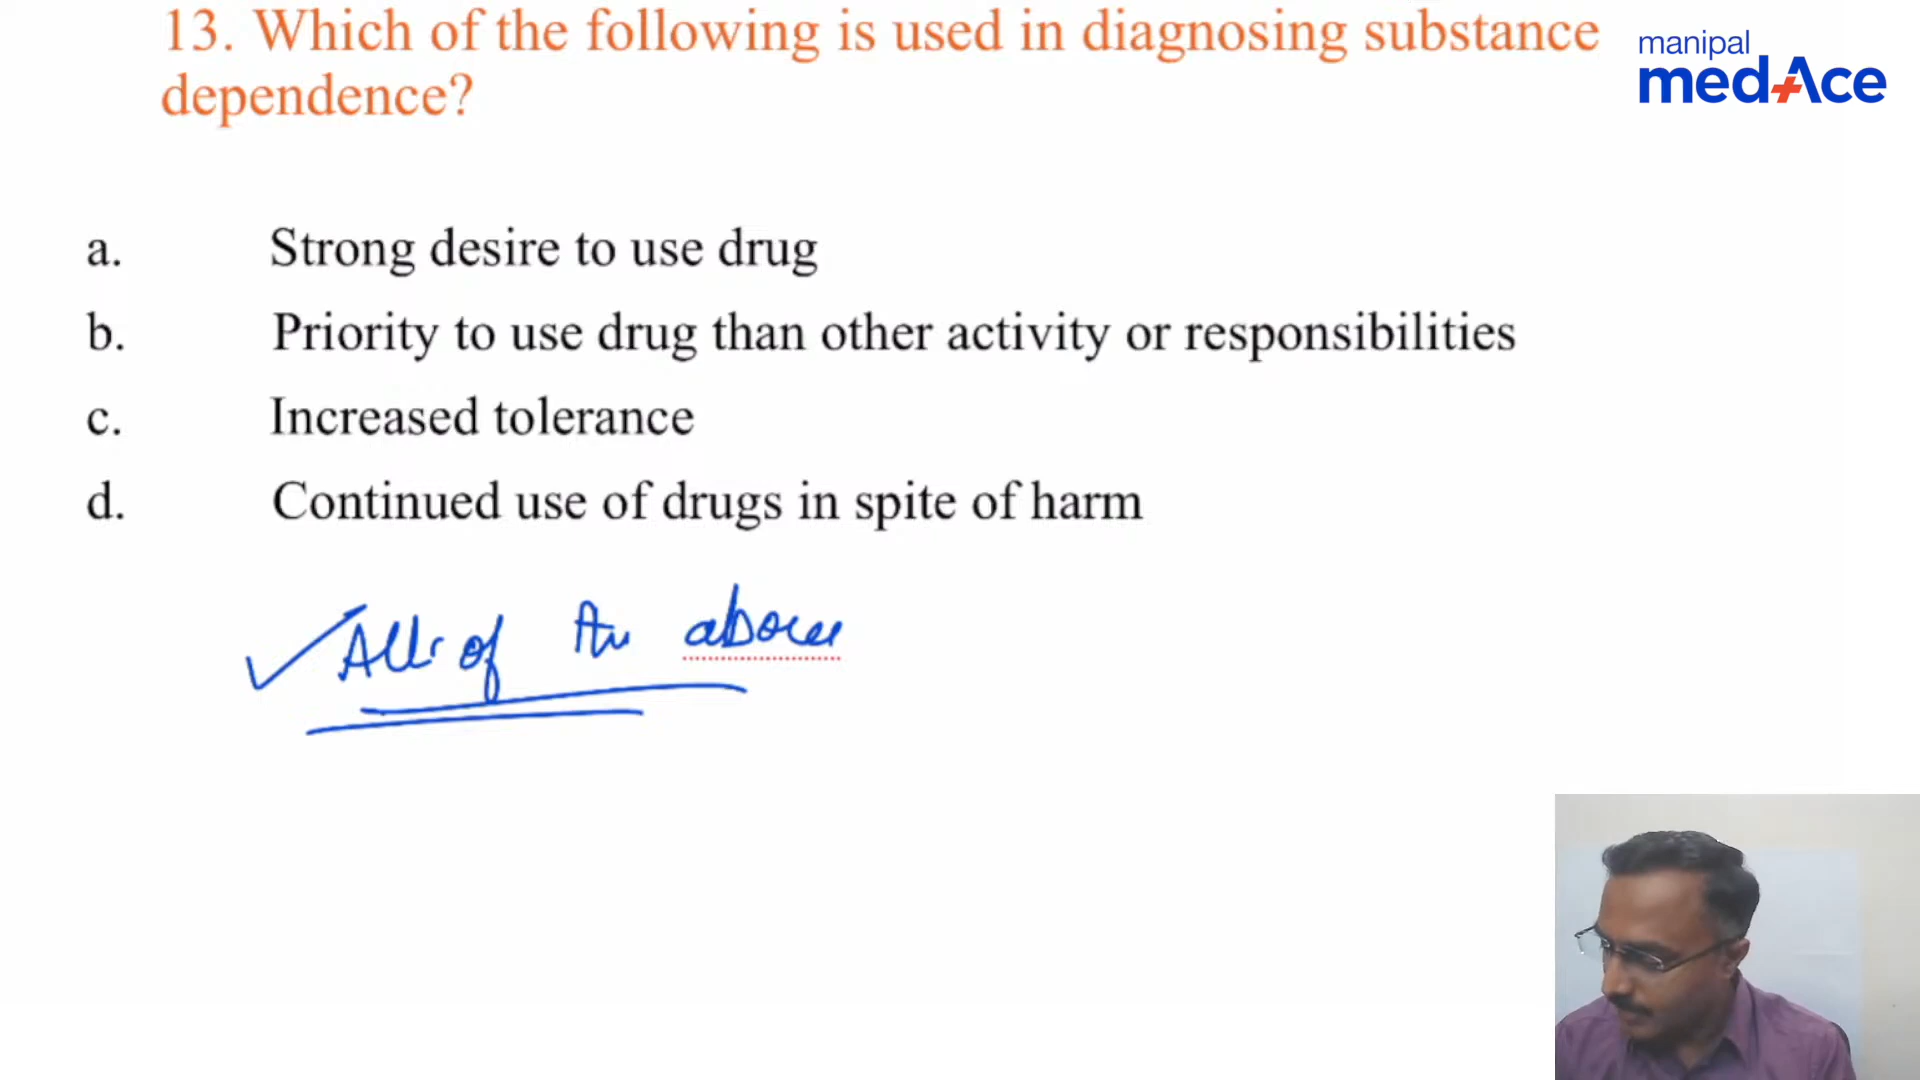 13. Which of the following is used in diagnosing substance
dependence?
manipal
medAce
a. Strong desire to use drug
b. Priority to use drug than other activity or responsibilities
c. Increased tolerance
d. Continued use of drugs in spite of harm
All of the above